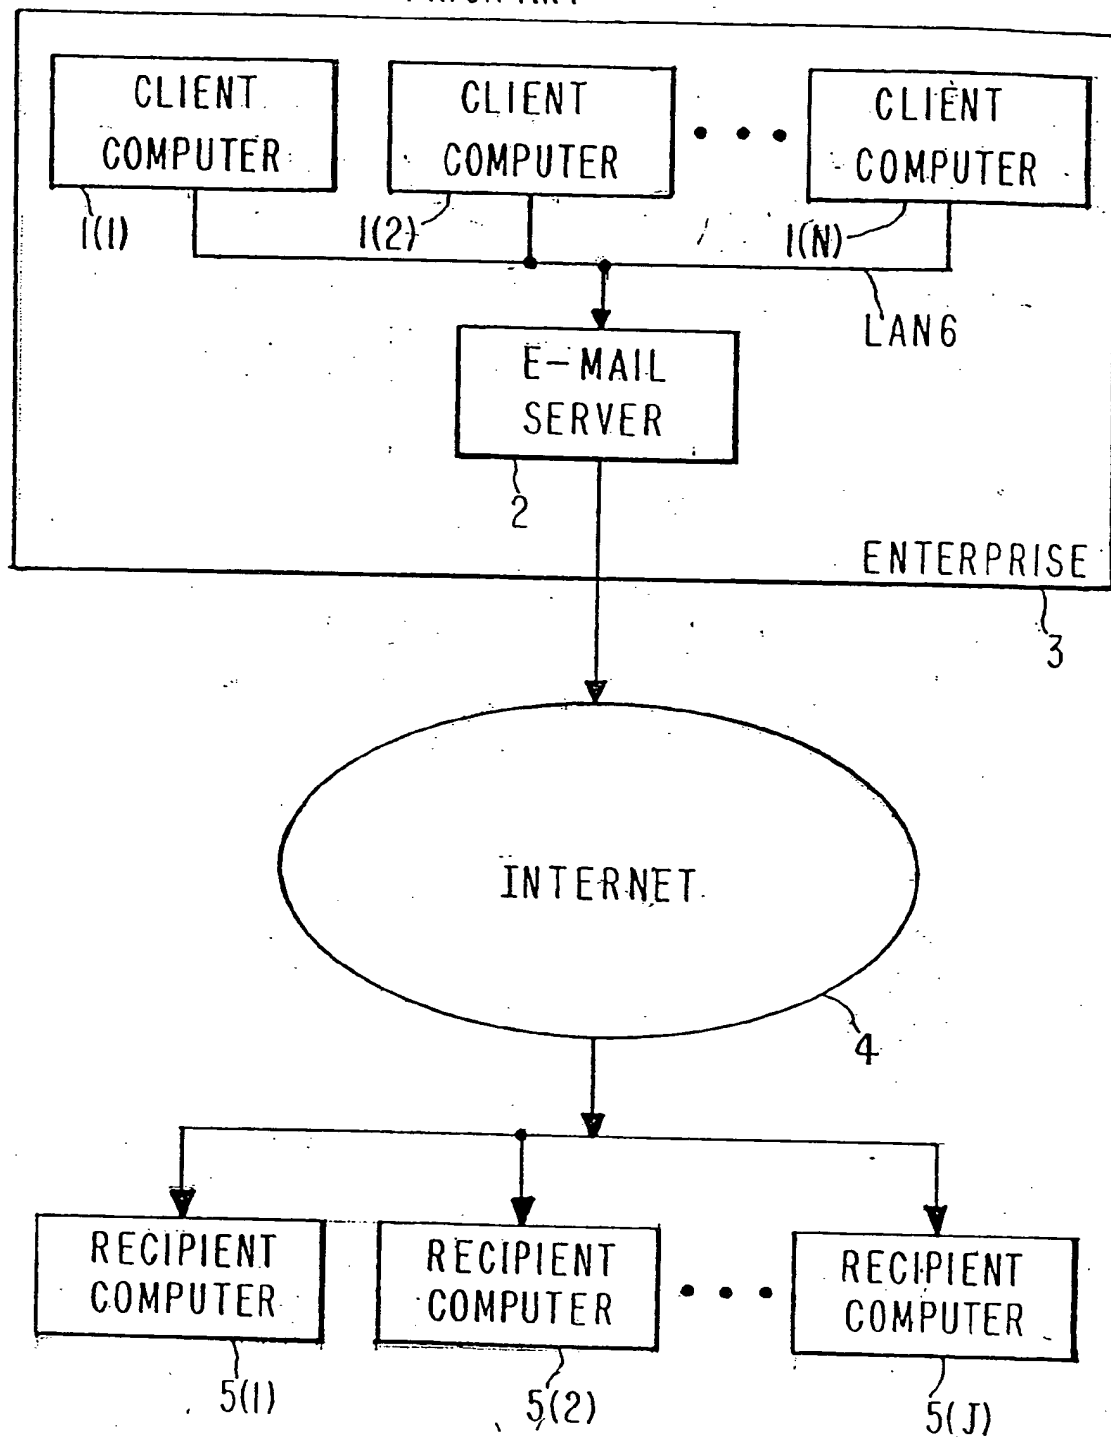 CLIENT COMPUTER
CLIENT COMPUTER
CLIENT COMPUTER
1(1)
1(2)
1(N)
LAN6
E-MAIL
SERVER
2
ENTERPRISE
3
INTERNET
4
RECIPIENT COMPUTER
RECIPIENT COMPUTER
RECIPIENT COMPUTER
5(1)
5(2)
5(J)